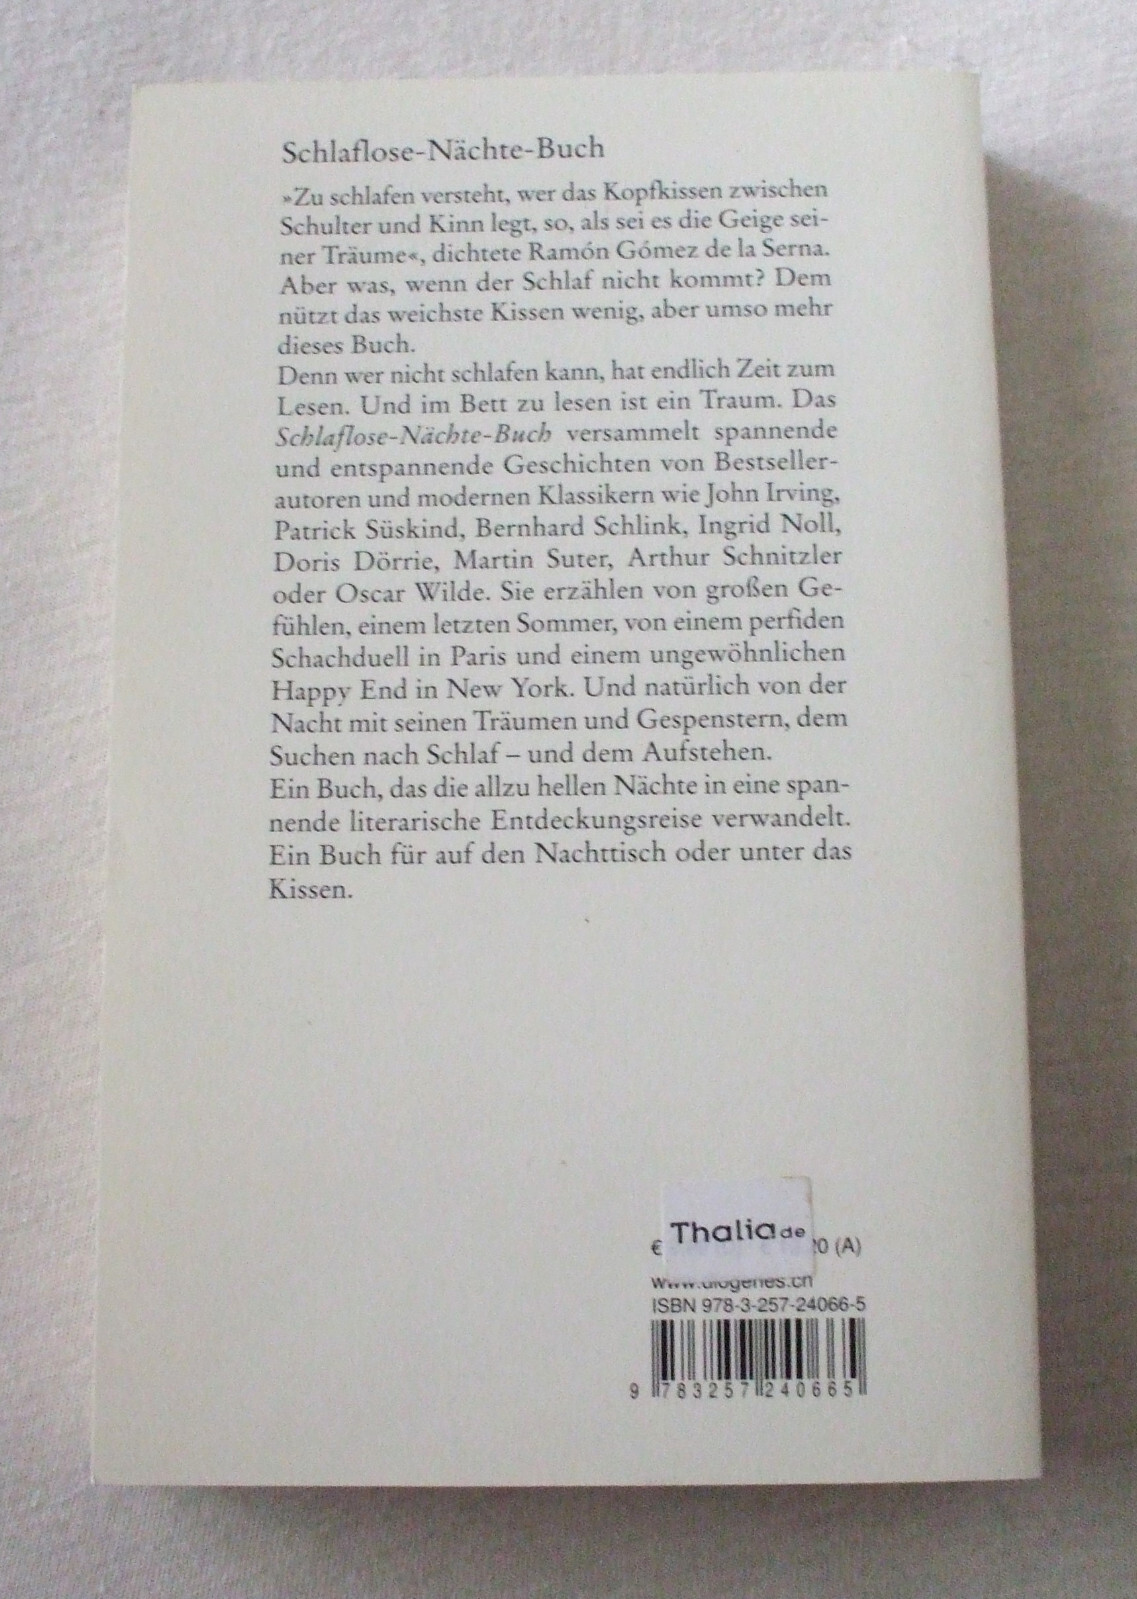 Schlaflose-Nächte-Buch
»Zu schlafen versteht, wer das Kopfkissen zwischen
Schulter und Kinn legt, so, als sei es die Geige sei-
ner Träume«, dichtete Ramón Gómez de la Serna.
Aber was, wenn der Schlaf nicht kommt? Dem
nützt das weichste Kissen wenig, aber umso mehr
dieses Buch.
Denn wer nicht schlafen kann, hat endlich Zeit zum
Lesen. Und im Bett zu lesen ist ein Traum. Das
Schlaflose-Nächte-Buch versammelt spannende
und entspannende Geschichten von Bestseller-
autoren und modernen Klassikern wie John Irving,
Patrick Süskind, Bernhard Schlink, Ingrid Noll,
Doris Dörrie, Martin Suter, Arthur Schnitzler
oder Oscar Wilde. Sie erzählen von großen Ge-
fühlen, einem letzten Sommer, von einem perfiden
Schachduell in Paris und einem ungewöhnlichen
Happy End in New York. Und natürlich von der
Nacht mit seinen Träumen und Gespenstern, dem
Suchen nach Schlaf – und dem Aufstehen.
Ein Buch, das die allzu hellen Nächte in eine span-
nende literarische Entdeckungsreise verwandelt.
Ein Buch für auf den Nachttisch oder unter das
Kissen.
Thalia.de
€ 0 (A)
www.diogenes.ch
ISBN 978-3-257-24066-5
9 783257 240665